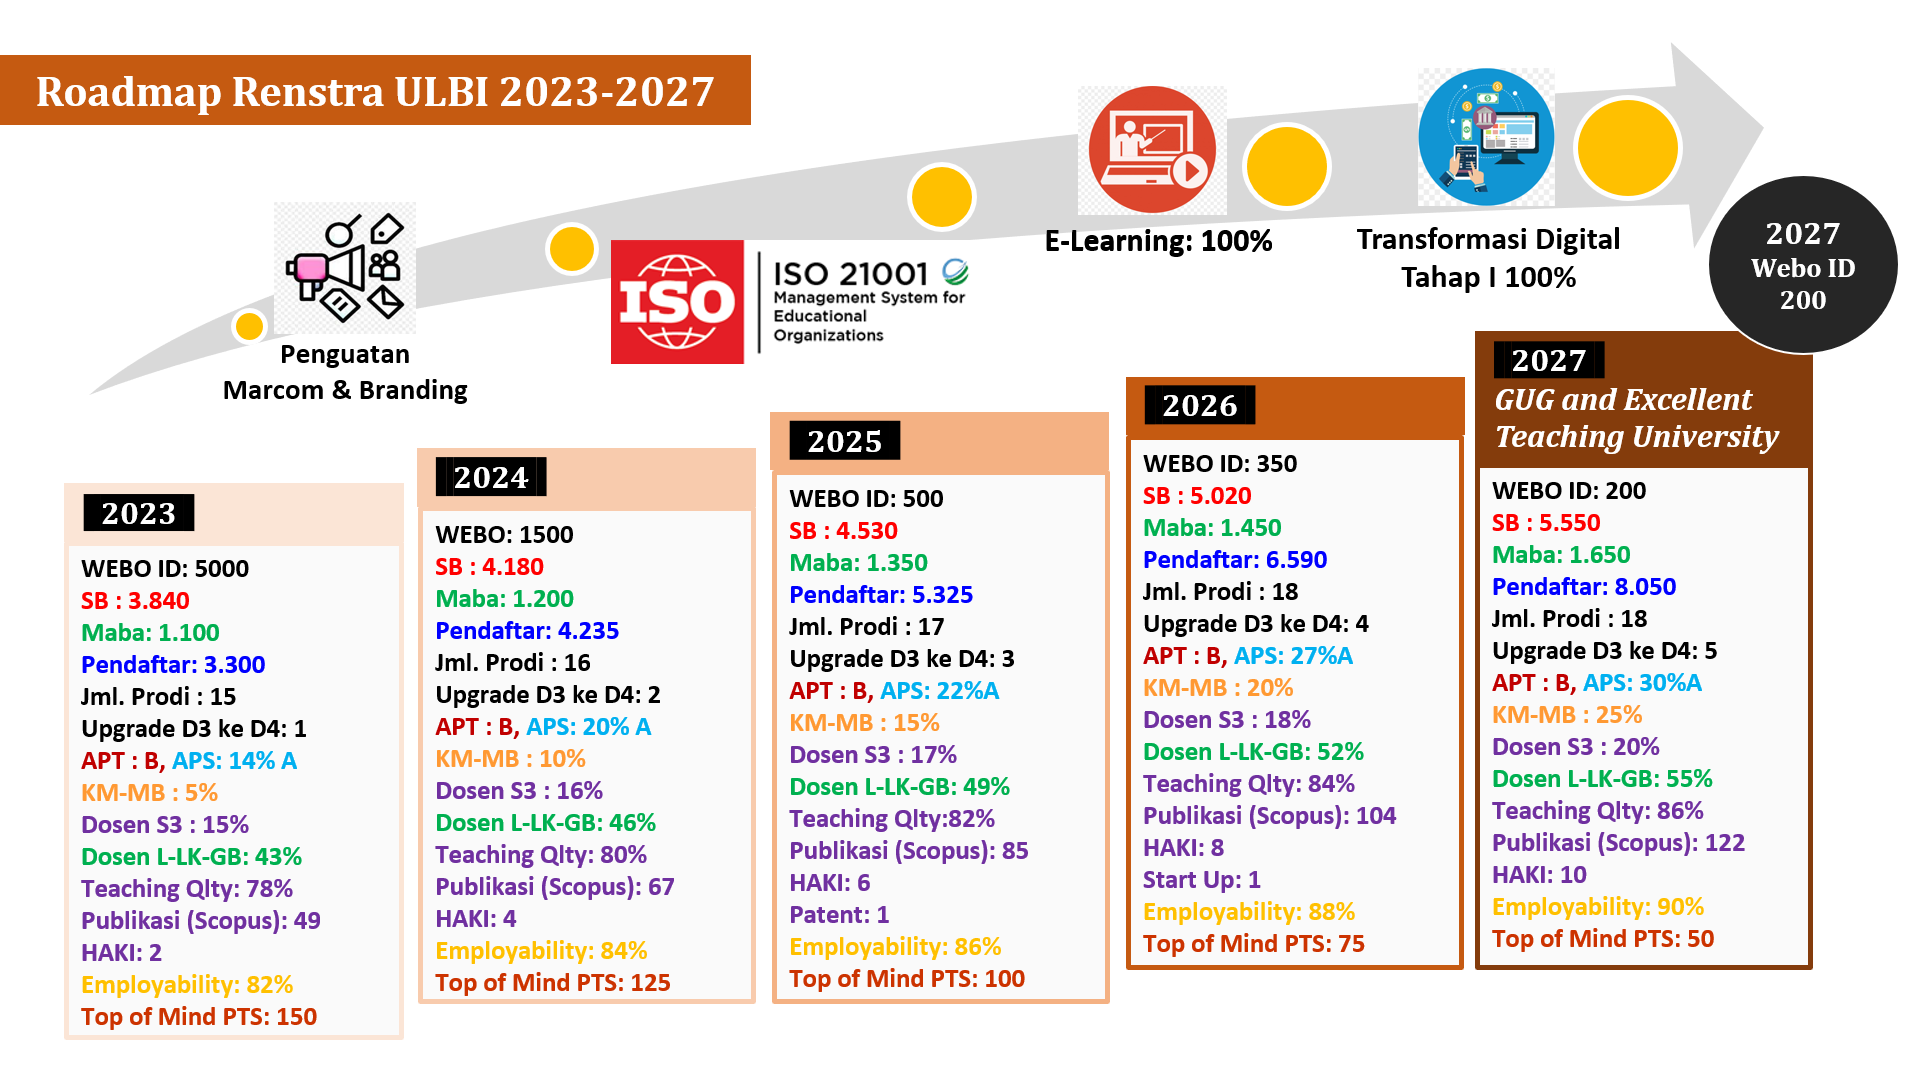 Roadmap Renstra ULBI 2023-2027
Penguatan
Marcom & Branding
ISO
ISO 21001
Management System for
Educational
Organizations
E-Learning: 100%
Transformasi Digital
Tahap I 100%
2027
Webo ID
200
2023
WEBO ID: 5000
SB : 3.840
Maba: 1.100
Pendaftar: 3.300
Jml. Prodi : 15
Upgrade D3 ke D4: 1
APT : B, APS: 14% A
KM-MB : 5%
Dosen S3 : 15%
Dosen L-LK-GB: 43%
Teaching Qlty: 78%
Publikasi (Scopus): 49
HAKI: 2
Employability: 82%
Top of Mind PTS: 150
2024
WEBO: 1500
SB : 4.180
Maba: 1.200
Pendaftar: 4.235
Jml. Prodi : 16
Upgrade D3 ke D4: 2
APT : B, APS: 20% A
KM-MB : 10%
Dosen S3 : 16%
Dosen L-LK-GB: 46%
Teaching Qlty: 80%
Publikasi (Scopus): 67
HAKI: 4
Employability: 84%
Top of Mind PTS: 125
2025
WEBO ID: 500
SB : 4.530
Maba: 1.350
Pendaftar: 5.325
Jml. Prodi : 17
Upgrade D3 ke D4: 3
APT : B, APS: 22%A
KM-MB : 15%
Dosen S3 : 17%
Dosen L-LK-GB: 49%
Teaching Qlty:82%
Publikasi (Scopus): 85
HAKI: 6
Patent: 1
Employability: 86%
Top of Mind PTS: 100
2026
WEBO ID: 350
SB : 5.020
Maba: 1.450
Pendaftar: 6.590
Jml. Prodi : 18
Upgrade D3 ke D4: 4
APT : B, APS: 27%A
KM-MB : 20%
Dosen S3 : 18%
Dosen L-LK-GB: 52%
Teaching Qlty: 84%
Publikasi (Scopus): 104
HAKI: 8
Start Up: 1
Employability: 88%
Top of Mind PTS: 75
2027
GUG and Excellent
Teaching University
WEBO ID: 200
SB : 5.550
Maba: 1.650
Pendaftar: 8.050
Jml. Prodi : 18
Upgrade D3 ke D4: 5
APT : B, APS: 30%A
KM-MB : 25%
Dosen S3 : 20%
Dosen L-LK-GB: 55%
Teaching Qlty: 86%
Publikasi (Scopus): 122
HAKI: 10
Employability: 90%
Top of Mind PTS: 50